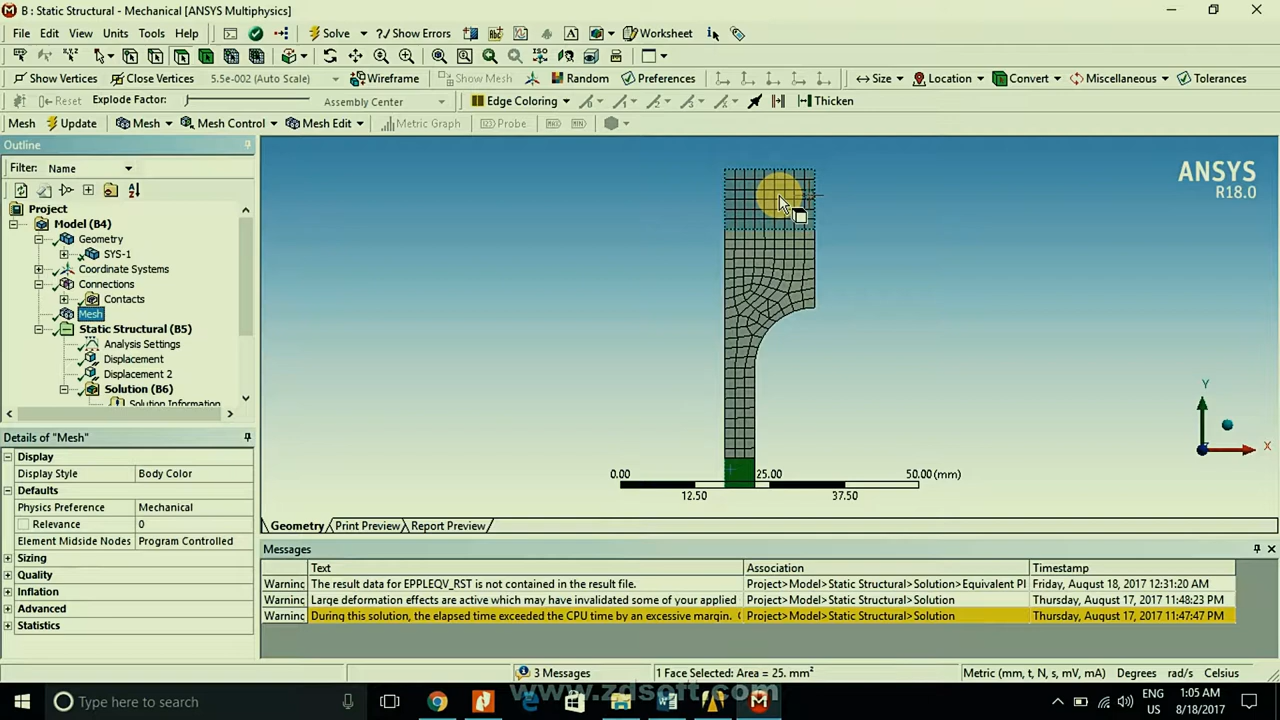 B : Static Structural - Mechanical [ANSYS Multiphysics]
File Edit View Units Tools Help Solve ?/ Show Errors Worksheet
Show Vertices Close Vertices 5.5e-002 (Auto Scale) Wireframe Show Mesh Random Preferences Size Location Convert Miscellaneous Tolerances
Reset Explode Factor: Assembly Center Edge Coloring Thicken
Mesh Update Mesh Mesh Control Mesh Edit Metric Graph Probe MAX MIN
Outline
Filter: Name
Project
Model (B4)
Geometry
SYS-1
Coordinate Systems
Connections
Contacts
Mesh
Static Structural (B5)
Analysis Settings
Displacement
Displacement 2
Solution (B6)
Solution Information
Details of "Mesh"
Display
Display Style Body Color
Defaults
Physics Preference Mechanical
Relevance 0
Element Midside Nodes Program Controlled
Sizing
Quality
Inflation
Advanced
Statistics
ANSYS
R18.0
Y
X
0.00 25.00 50.00 (mm)
12.50 37.50
Geometry Print Preview Report Preview
Messages
Text Association Timestamp
Warninc The result data for EPPLEQV_RST is not contained in the result file. Project>Model>Static Structural>Solution>Equivalent Pl Friday, August 18, 2017 12:31:20 AM
Warninc Large deformation effects are active which may have invalidated some of your applied Project>Model>Static Structural>Solution Thursday, August 17, 2017 11:48:23 PM
Warninc During this solution, the elapsed time exceeded the CPU time by an excessive margin. Project>Model>Static Structural>Solution Thursday, August 17, 2017 11:47:47 PM
3 Messages 1 Face Selected: Area = 25. mm² Metric (mm, t, N, s, mV, mA) Degrees rad/s Celsius
Type here to search
www.zdsoft.com
ENG
US
1:05 AM
8/18/2017